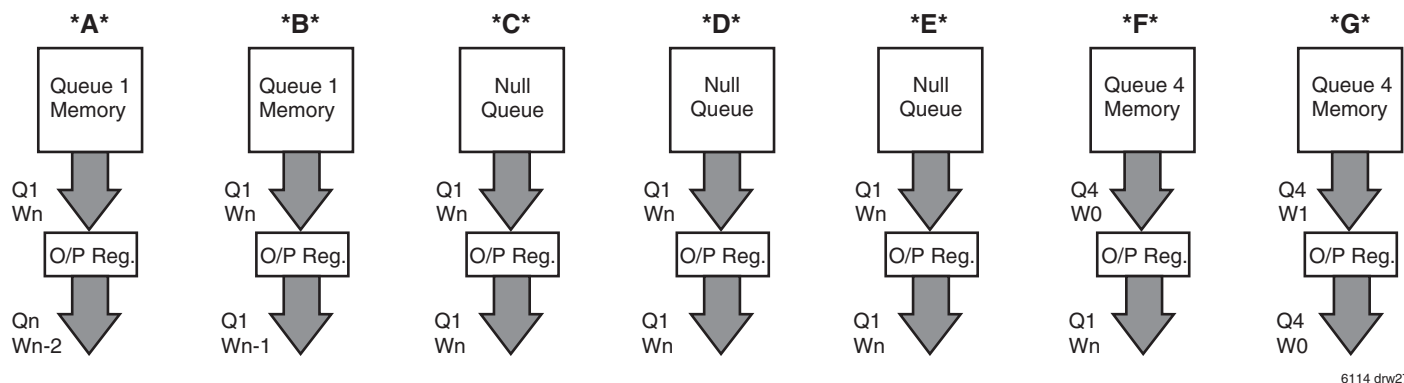 *A* *B* *C* *D* *E* *F* *G*
Queue 1 Queue 1 Null Null Null Queue 4 Queue 4
Memory Memory Queue Queue Queue Memory Memory
Q1 Q1 Q1 Q1 Q1 Q4 Q4
Wn Wn Wn Wn Wn W0 W1
O/P Reg. O/P Reg. O/P Reg. O/P Reg. O/P Reg. O/P Reg. O/P Reg.
Qn Q1 Q1 Q1 Q1 Q1 Q4
Wn-2 Wn-1 Wn Wn Wn Wn W0